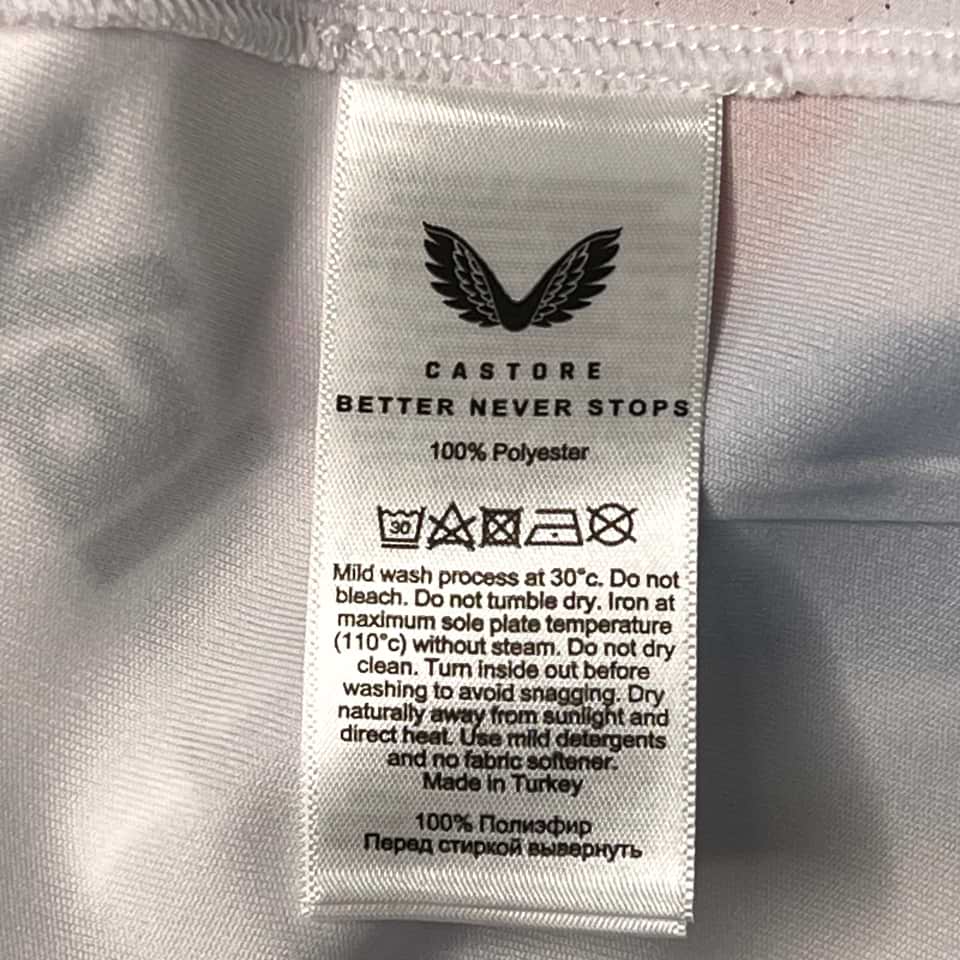 CASTORE
BETTER NEVER STOPS
100% Polyester
30
Mild wash process at 30°c. Do not
bleach. Do not tumble dry. Iron at
maximum sole plate temperature
(110°c) without steam. Do not dry
clean. Turn inside out before
washing to avoid snagging. Dry
naturally away from sunlight and
direct heat. Use mild detergents
and no fabric softener.
Made in Turkey
100% Полиэфир
Перед стиркой вывернуть